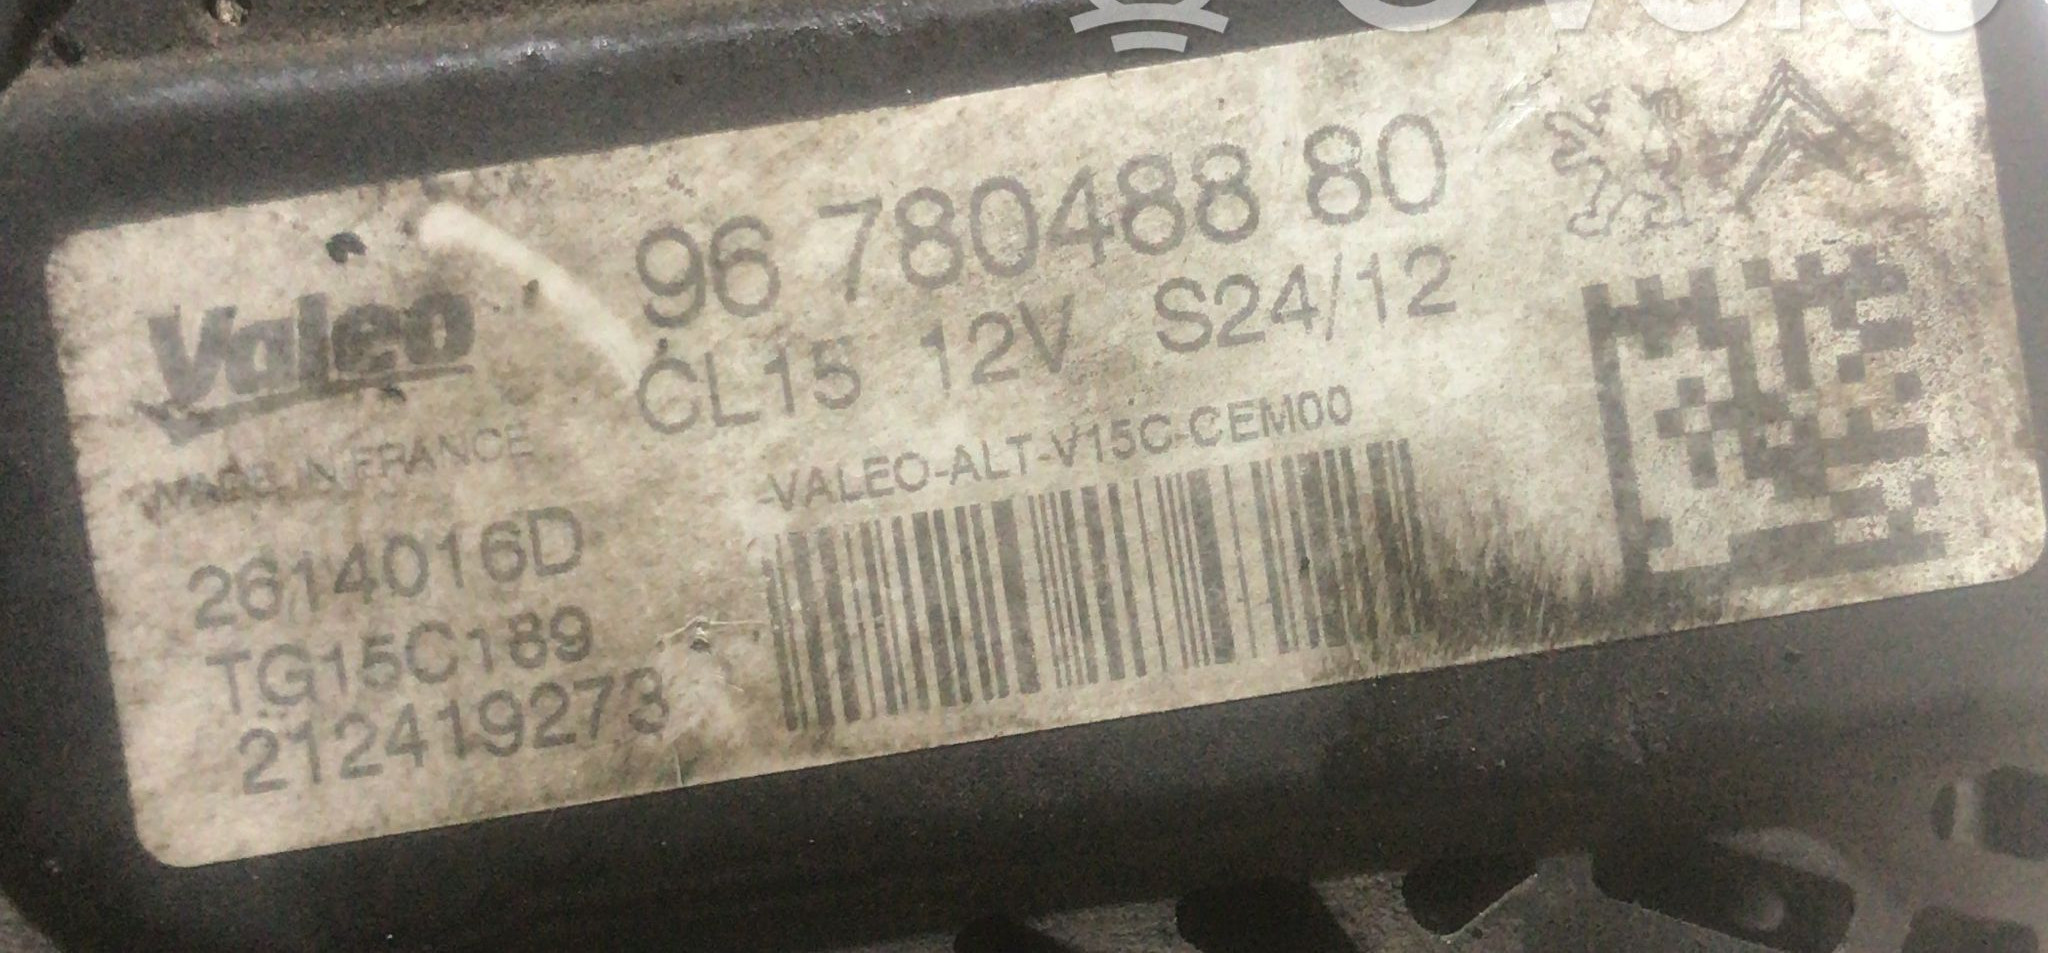 Valeo
MADE IN FRANCE
2614016D
TG15C189
212419273
96 780488 80
CL15 12V S24/12
-VALEO-ALT-V15C-CEM00